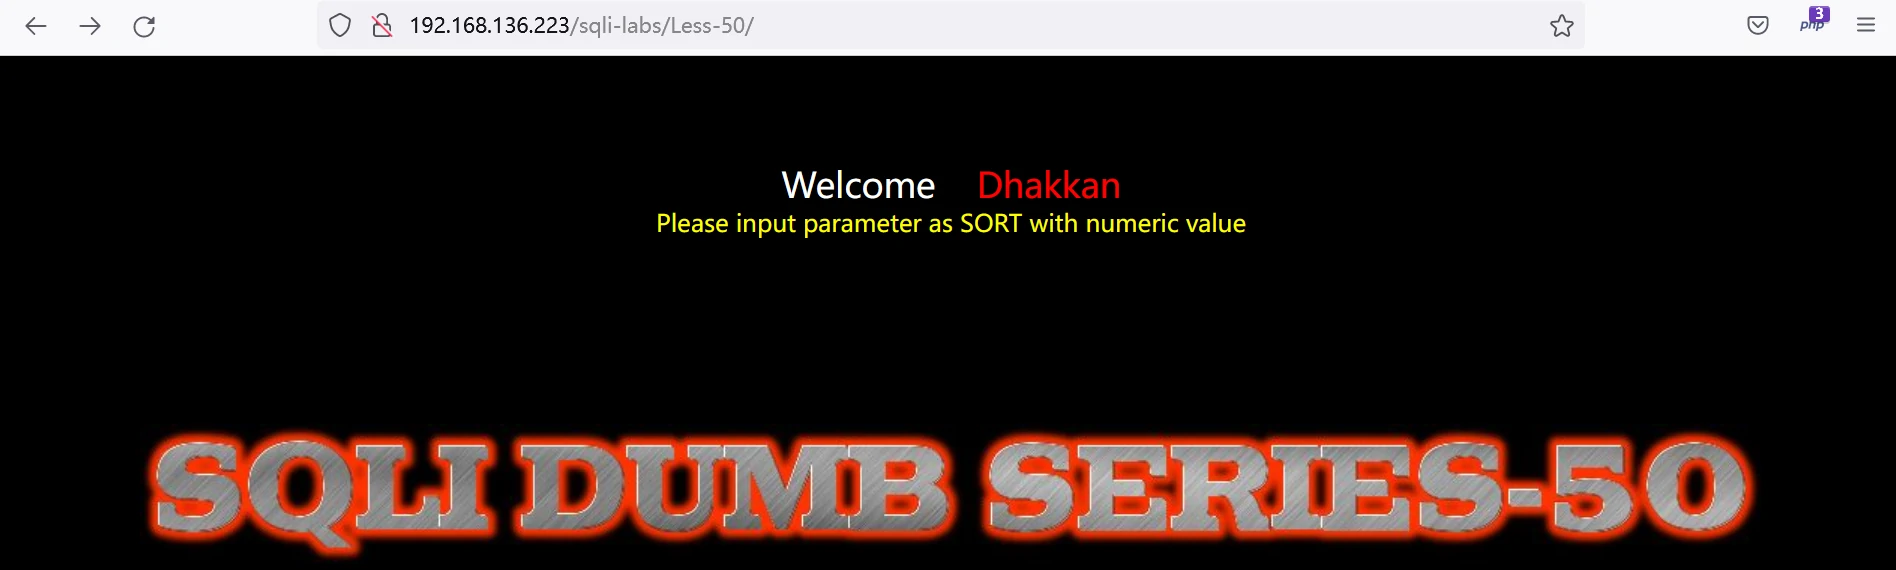 192.168.136.223/sqli-labs/Less-50/
3
php
Welcome Dhakkan
Please input parameter as SORT with numeric value
SQLI DUMB SERIES-50